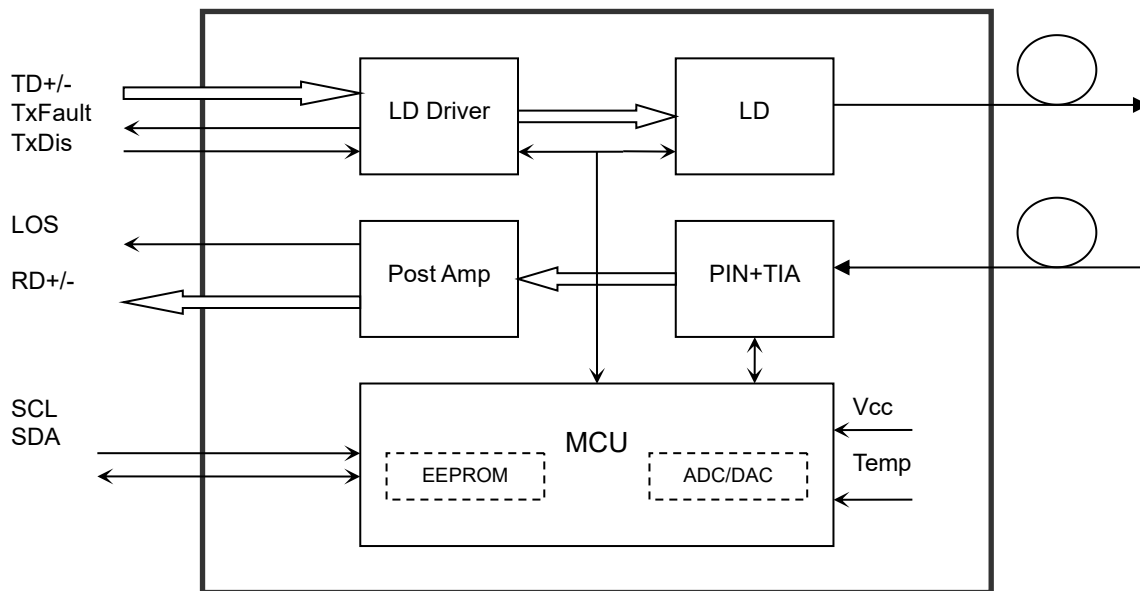 TD+/-
TxFault
TxDis
LD Driver
LD
LOS
RD+/-
Post Amp
PIN+TIA
SCL
SDA
MCU
EEPROM
ADC/DAC
Vcc
Temp